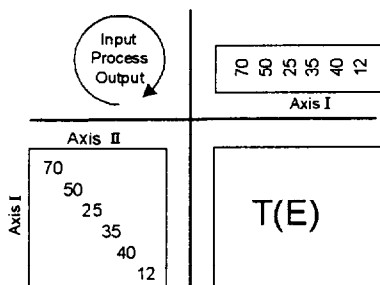 Input
Process
Output
70 50 25 35 40 12
Axis I
Axis II
Axis I
70
50
25
35
40
12
T(E)